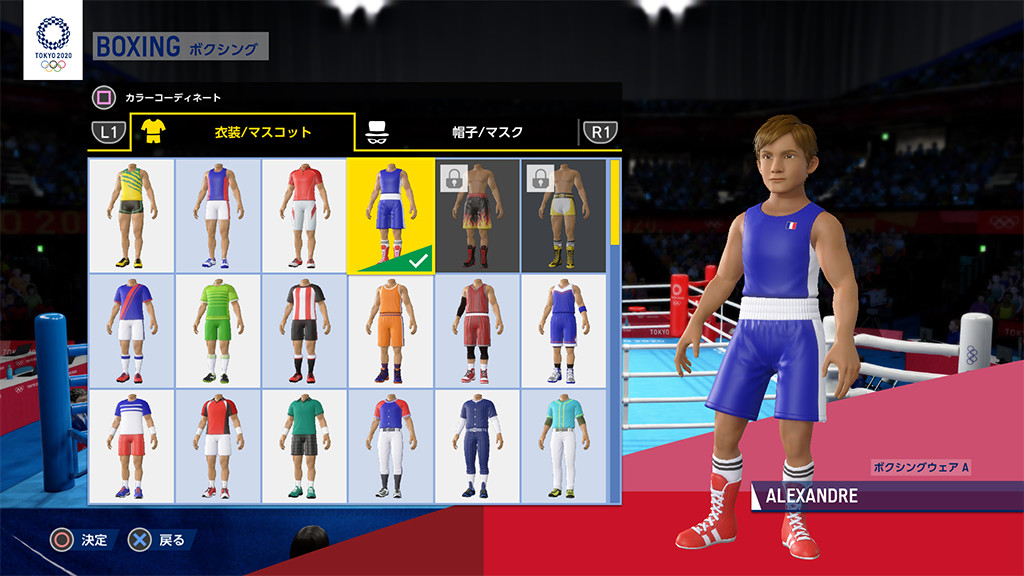 TOKYO 2020
BOXING ボクシング
カラーコーディネート
L1
衣装/マスコット
帽子/マスク
R1
TOKYO
ボクシングウェア A
ALEXANDRE
決定
戻る